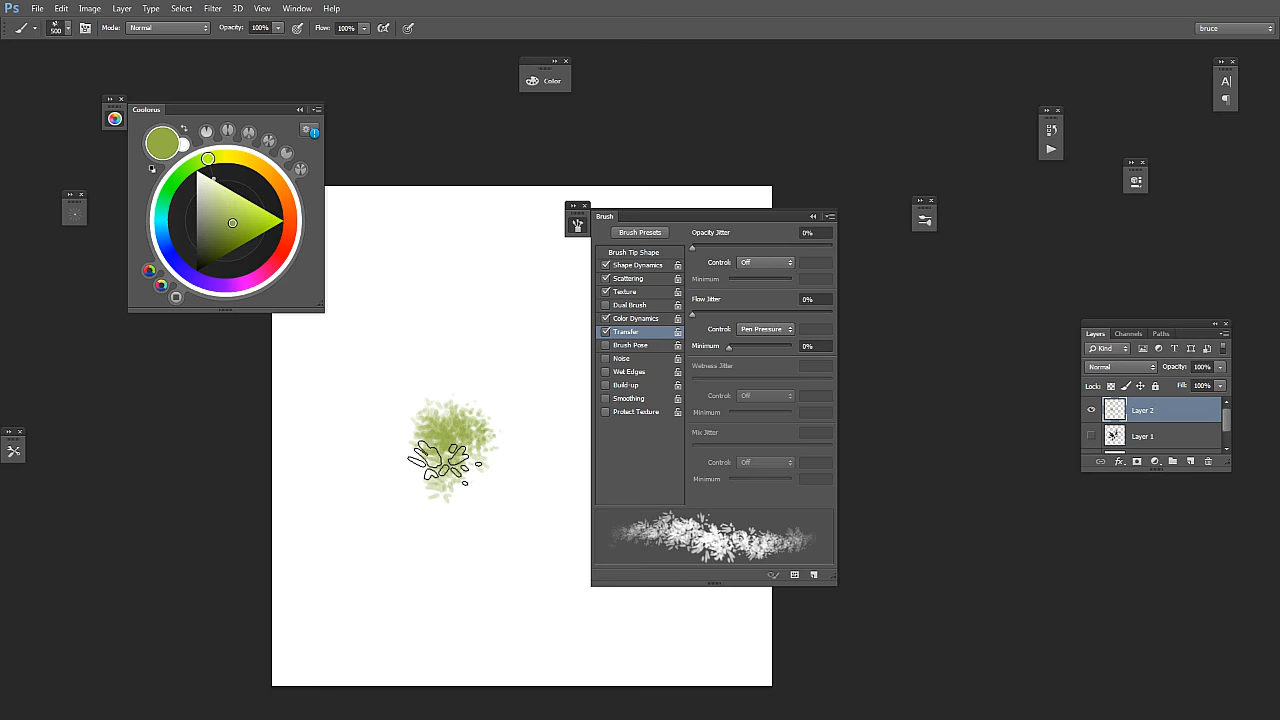 Ps File Edit Image Layer Type Select Filter 3D View Window Help
500 Mode: Normal Opacity: 100% Flow: 100% bruce
Color
Coolorus
Brush
Brush Presets
Brush Tip Shape
Shape Dynamics
Scattering
Texture
Dual Brush
Color Dynamics
Transfer
Brush Pose
Noise
Wet Edges
Build-up
Smoothing
Protect Texture
Opacity Jitter 0%
Control: Off
Minimum
Flow Jitter 0%
Control: Pen Pressure
Minimum 0%
Wetness Jitter
Control: Off
Minimum
Mix Jitter
Control: Off
Minimum
Layers Channels Paths
Kind
Normal Opacity: 100%
Lock: Fill: 100%
Layer 2
Layer 1